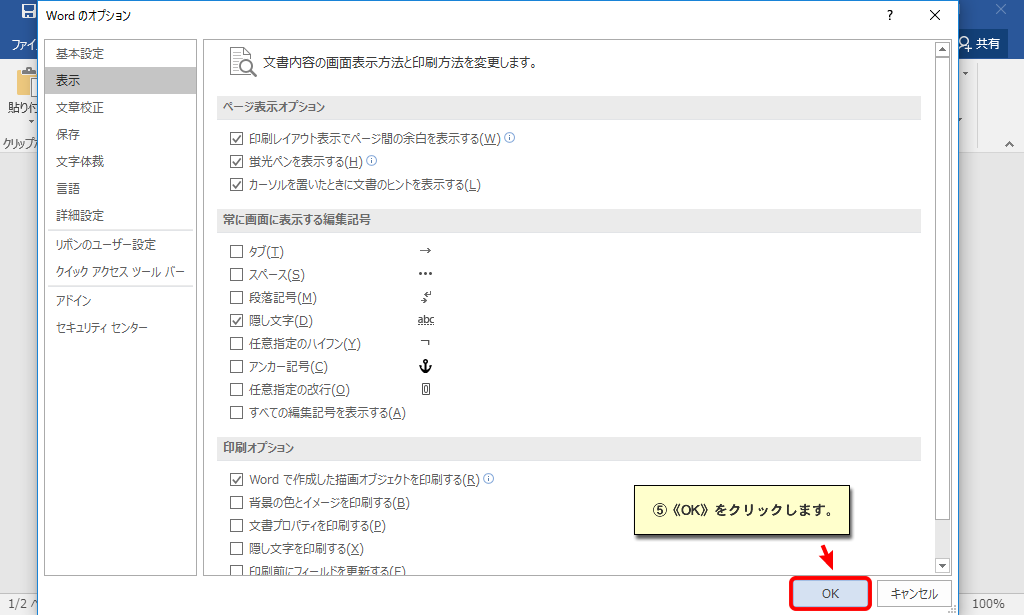 Word のオプション
?
ファイ
共有
貼り付
クリップボ
基本設定
表示
文章校正
保存
文字体裁
言語
詳細設定
リボンのユーザー設定
クイック アクセス ツール バー
アドイン
セキュリティ センター
文書内容の画面表示方法と印刷方法を変更します。
ページ表示オプション
印刷レイアウト表示でページ間の余白を表示する(W)
蛍光ペンを表示する(H)
カーソルを置いたときに文書のヒントを表示する(L)
常に画面に表示する編集記号
タブ(T) →
スペース(S) •••
段落記号(M)
隠し文字(D) abc
任意指定のハイフン(Y) ¬
アンカー記号(C)
任意指定の改行(O)
すべての編集記号を表示する(A)
印刷オプション
Word で作成した描画オブジェクトを印刷する(R)
背景の色とイメージを印刷する(B)
文書プロパティを印刷する(P)
隠し文字を印刷する(X)
印刷前にフィールドを更新する(F)
⑤《OK》をクリックします。
OK
キャンセル
1/2 ペ
100%